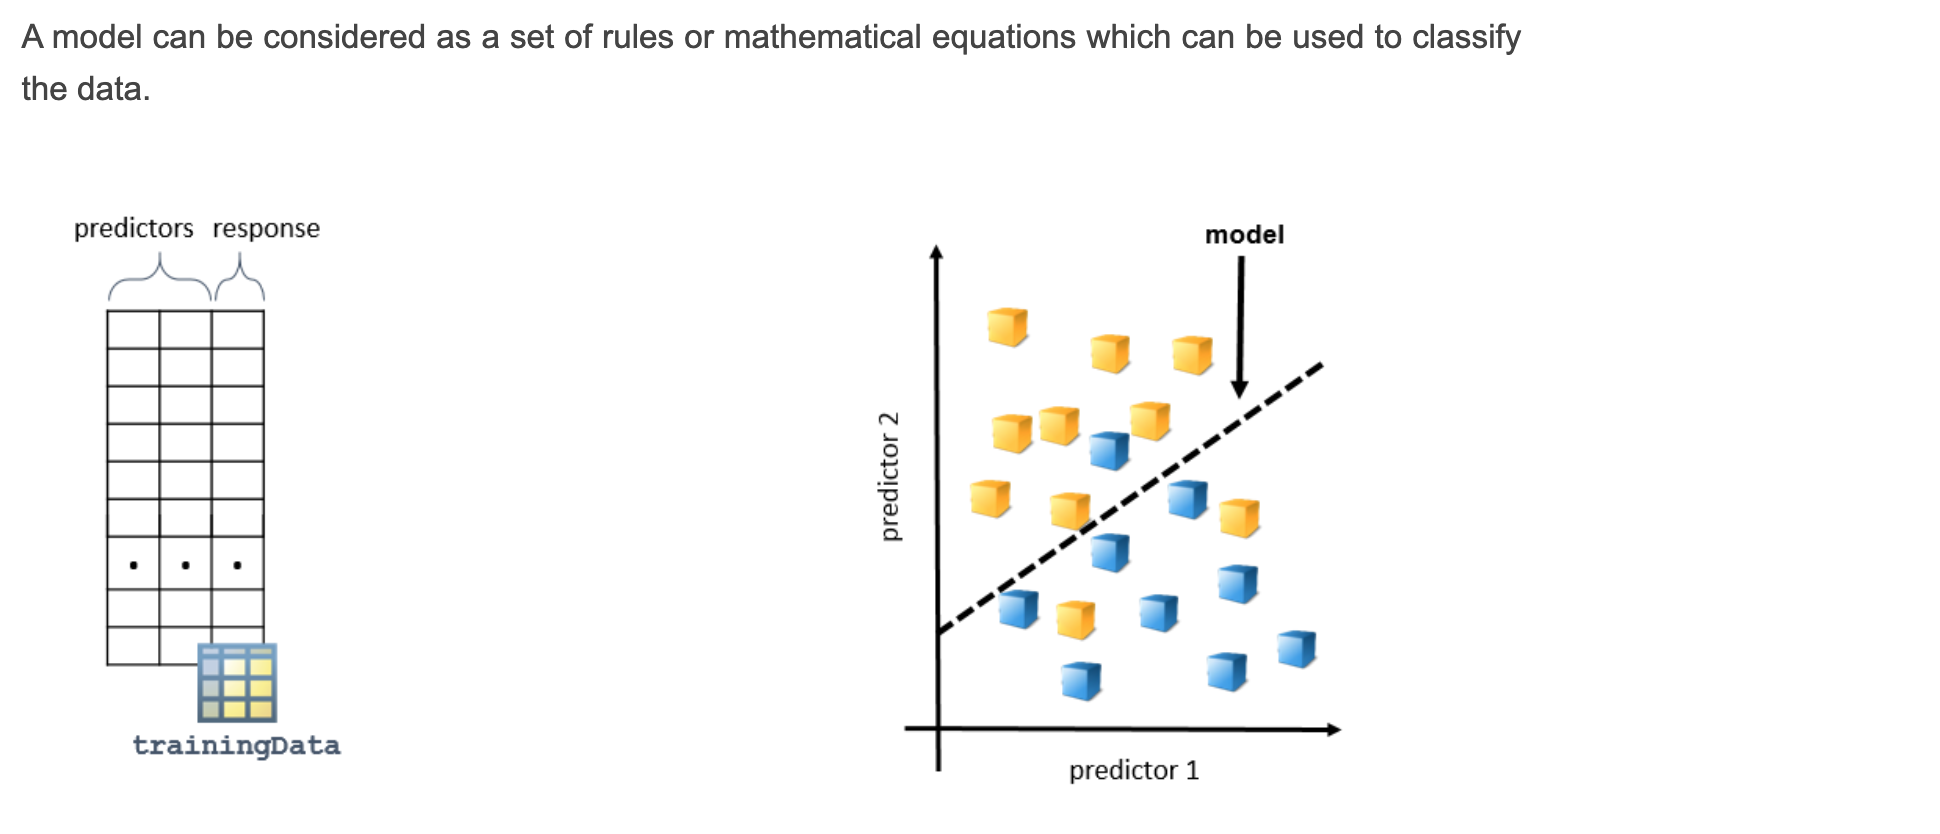 A model can be considered as a set of rules or mathematical equations which can be used to classify
the data.
predictors response
trainingData
model
predictor 2
predictor 1